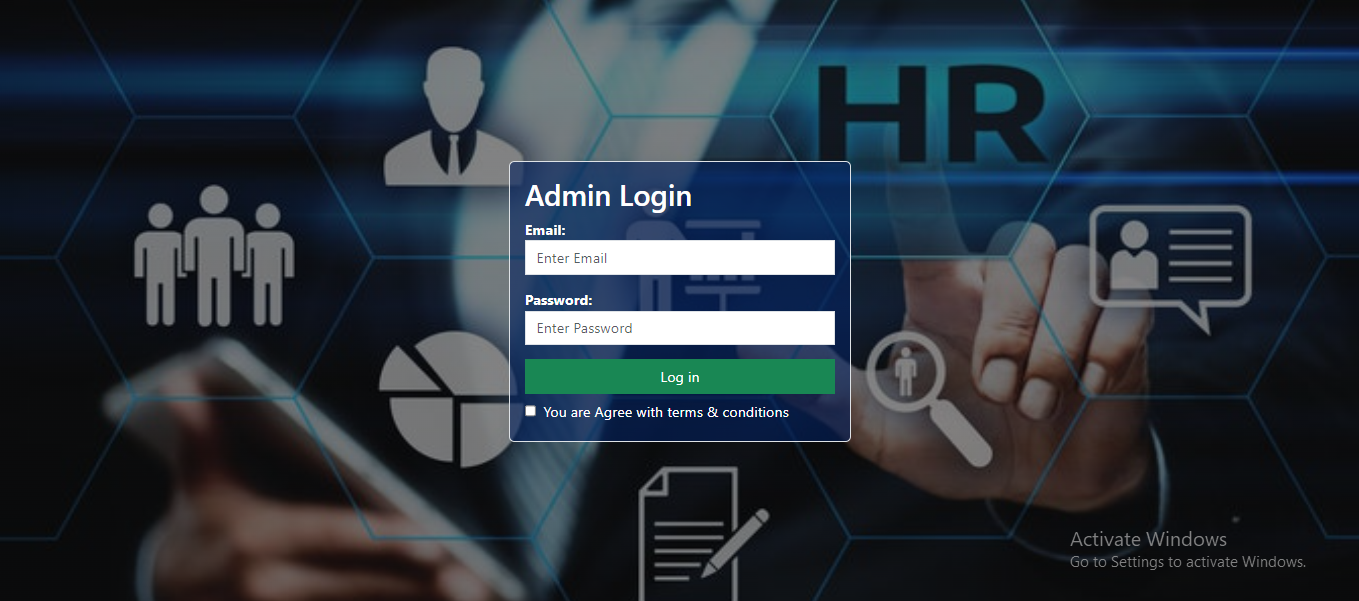 HR
Admin Login
Email:
Enter Email
Password:
Enter Password
Log in
You are Agree with terms & conditions
Activate Windows
Go to Settings to activate Windows.